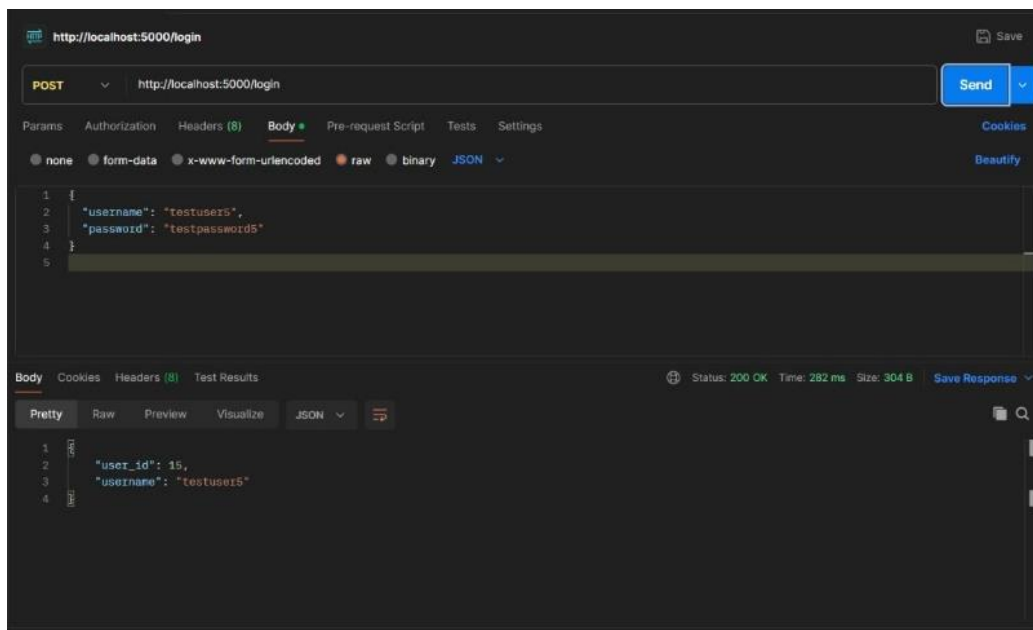 HTTP http://localhost:5000/login Save
POST http://localhost:5000/login Send
Params Authorization Headers (8) Body Pre-request Script Tests Settings Cookies
none form-data x-www-form-urlencoded raw binary JSON Beautify
1 {
2 "username": "testuser5",
3 "password": "testpassword5"
4 }
5
Body Cookies Headers (8) Test Results Status: 200 OK Time: 282 ms Size: 304 B Save Response
Pretty Raw Preview Visualize JSON
1 {
2 "user_id": 15,
3 "username": "testuser5"
4 }